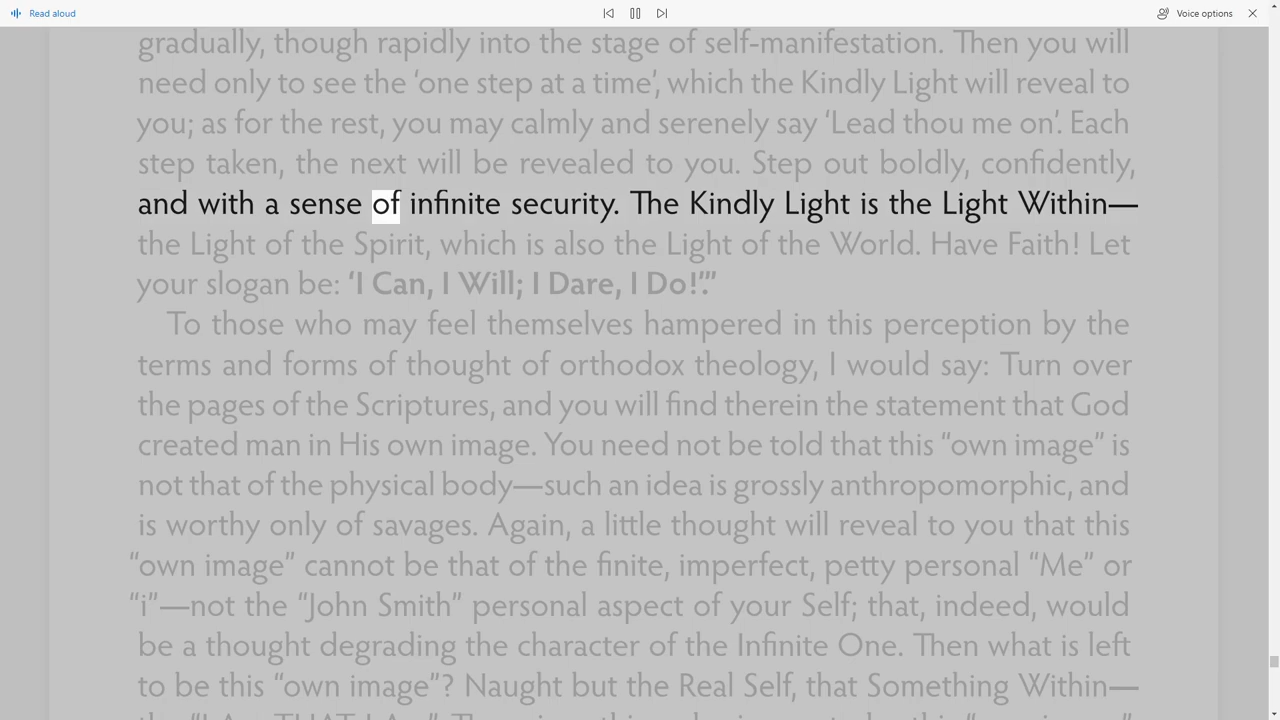 Read aloud
Voice options
gradually, though rapidly into the stage of self-manifestation. Then you will
need only to see the ‘one step at a time’, which the Kindly Light will reveal to
you; as for the rest, you may calmly and serenely say ‘Lead thou me on’. Each
step taken, the next will be revealed to you. Step out boldly, confidently,
and with a sense of infinite security. The Kindly Light is the Light Within—
the Light of the Spirit, which is also the Light of the World. Have Faith! Let
your slogan be: ‘I Can, I Will; I Dare, I Do!’.”
To those who may feel themselves hampered in this perception by the
terms and forms of thought of orthodox theology, I would say: Turn over
the pages of the Scriptures, and you will find therein the statement that God
created man in His own image. You need not be told that this “own image” is
not that of the physical body—such an idea is grossly anthropomorphic, and
is worthy only of savages. Again, a little thought will reveal to you that this
“own image” cannot be that of the finite, imperfect, petty personal “Me” or
“i”—not the “John Smith” personal aspect of your Self; that, indeed, would
be a thought degrading the character of the Infinite One. Then what is left
to be this “own image”? Naught but the Real Self, that Something Within—